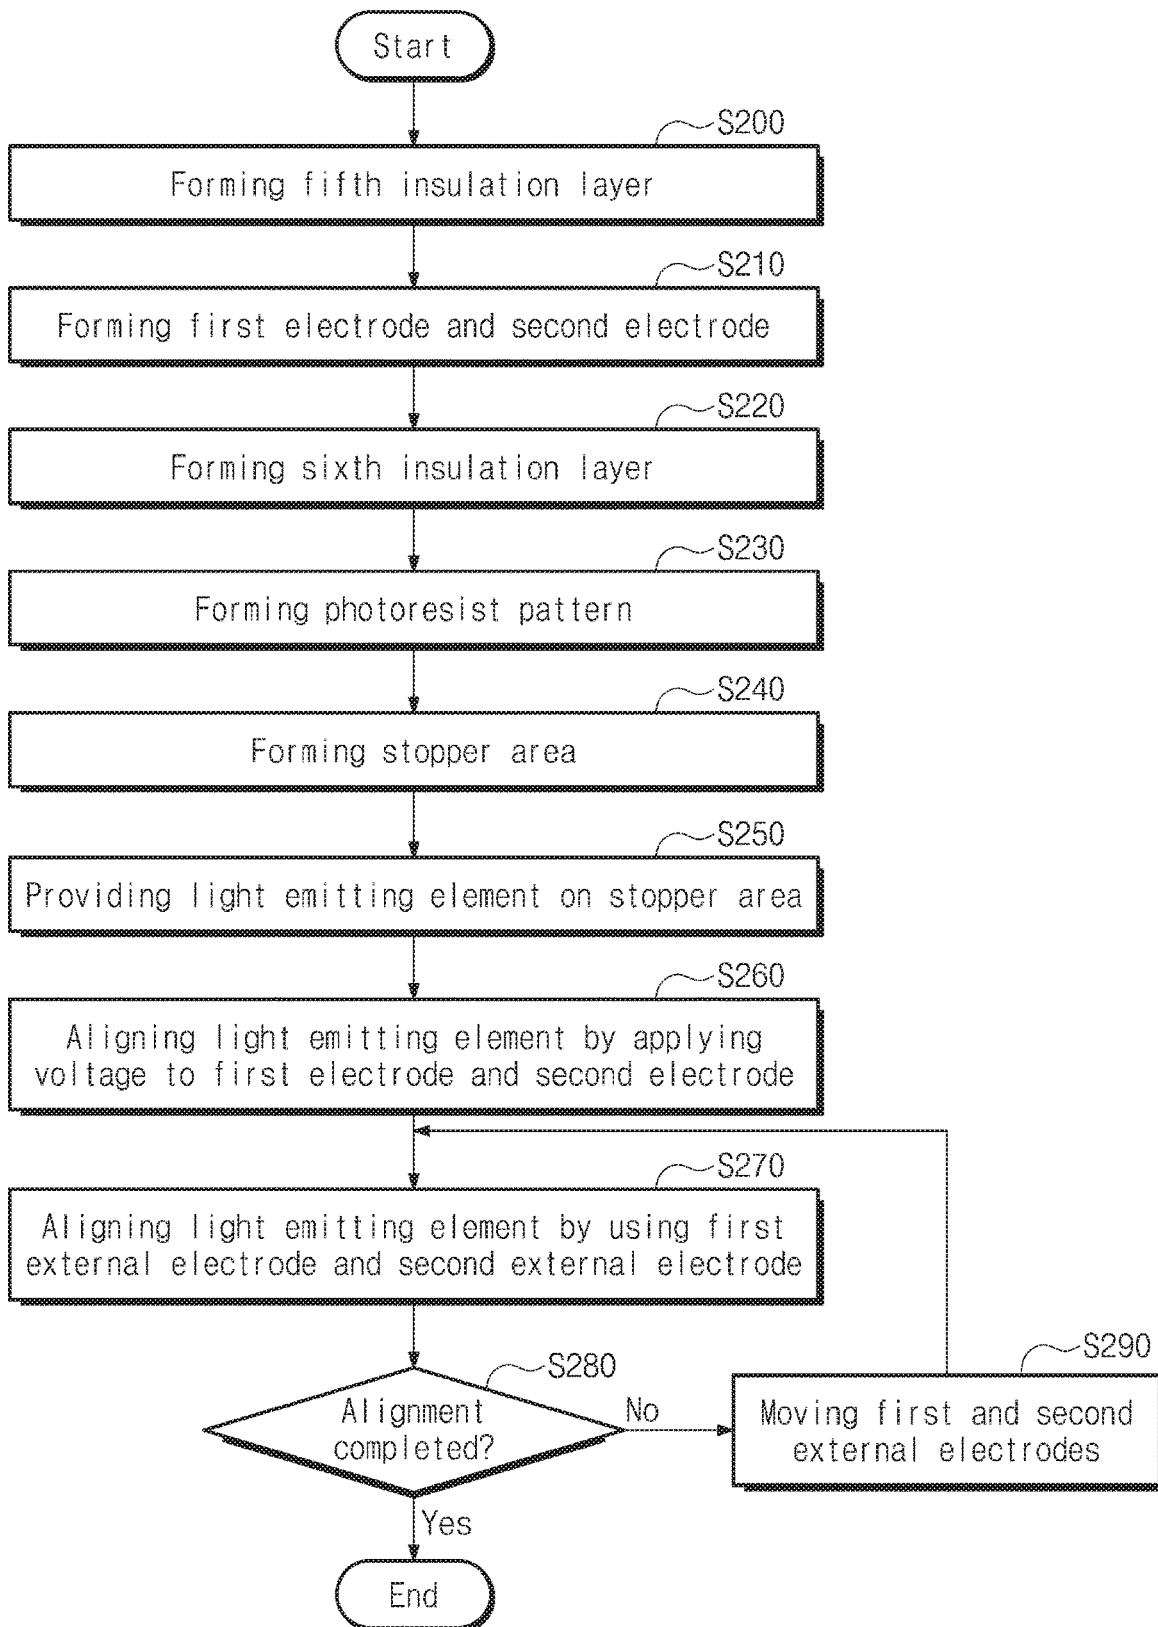 Start
S200
Forming fifth insulation layer
S210
Forming first electrode and second electrode
S220
Forming sixth insulation layer
S230
Forming photoresist pattern
S240
Forming stopper area
S250
Providing light emitting element on stopper area
S260
Aligning light emitting element by applying
voltage to first electrode and second electrode
S270
Aligning light emitting element by using first
external electrode and second external electrode
S280
Alignment
completed?
No
S290
Moving first and second
external electrodes
Yes
End